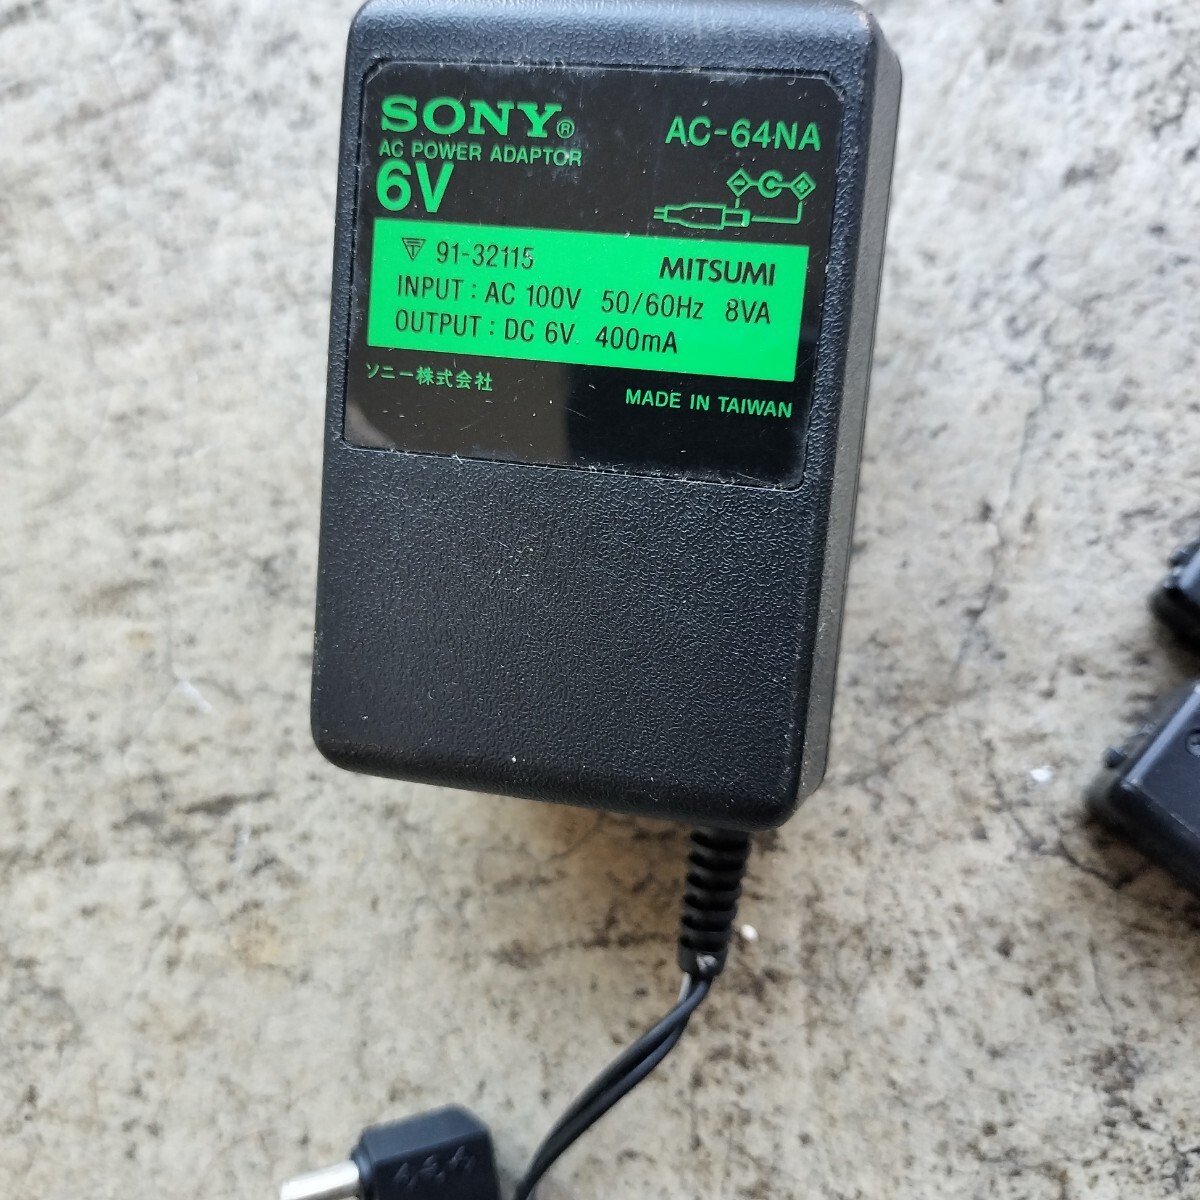 SONY® AC-64NA
AC POWER ADAPTOR
6V
91-32115 MITSUMI
INPUT : AC 100V 50/60Hz 8VA
OUTPUT : DC 6V 400mA
ソニー株式会社
MADE IN TAIWAN